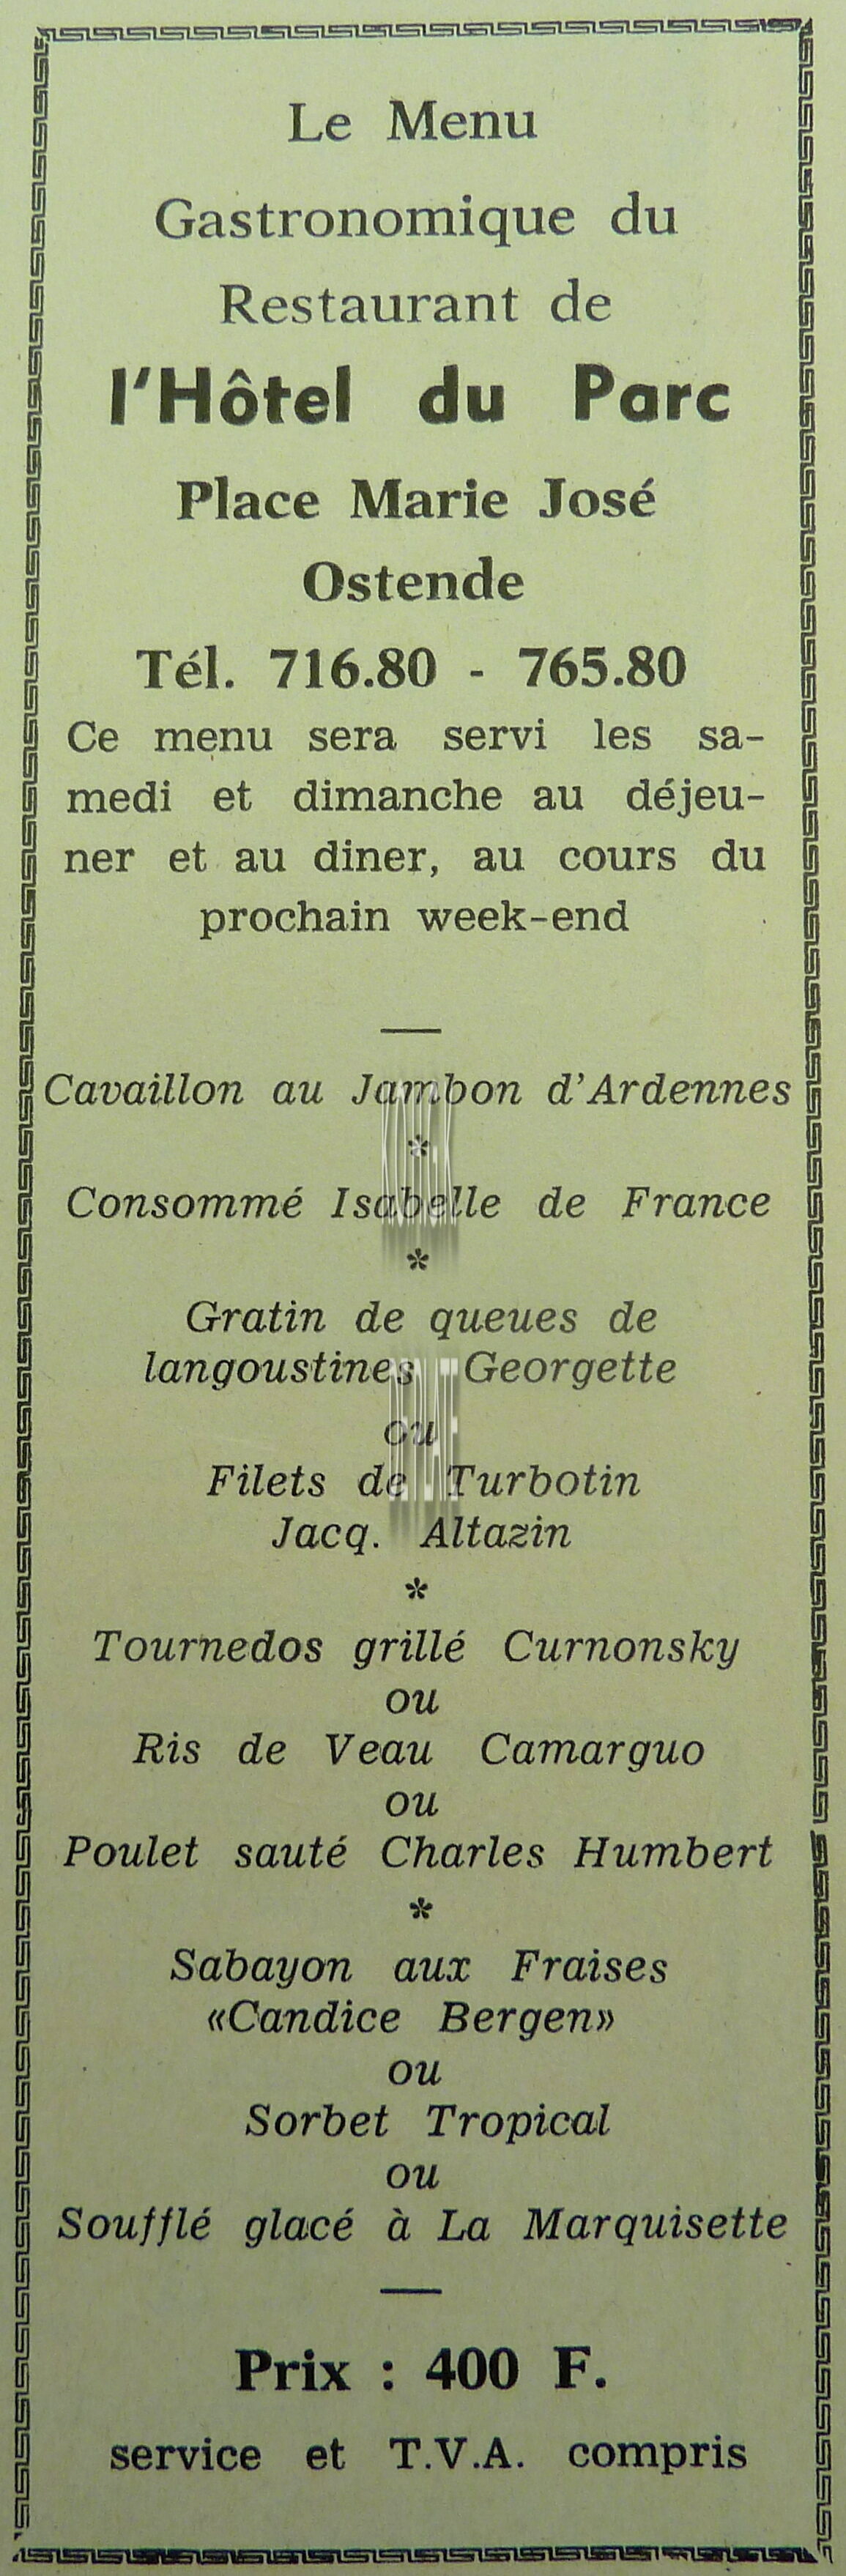 Le Menu
Gastronomique du
Restaurant de
l'Hôtel du Parc
Place Marie José
Ostende
Tél. 716.80 - 765.80
Ce menu sera servi les sa-
medi et dimanche au déjeu-
ner et au diner, au cours du
prochain week-end
Cavaillon au Jambon d'Ardennes
*
Consommé Isabelle de France
*
Gratin de queues de
langoustines Georgette
ou
Filets de Turbotin
Jacq. Altazin
*
Tournedos grillé Curnonsky
ou
Ris de Veau Camarguo
ou
Poulet sauté Charles Humbert
*
Sabayon aux Fraises
«Candice Bergen»
ou
Sorbet Tropical
ou
Soufflé glacé à La Marquisette
Prix : 400 F.
service et T.V.A. compris